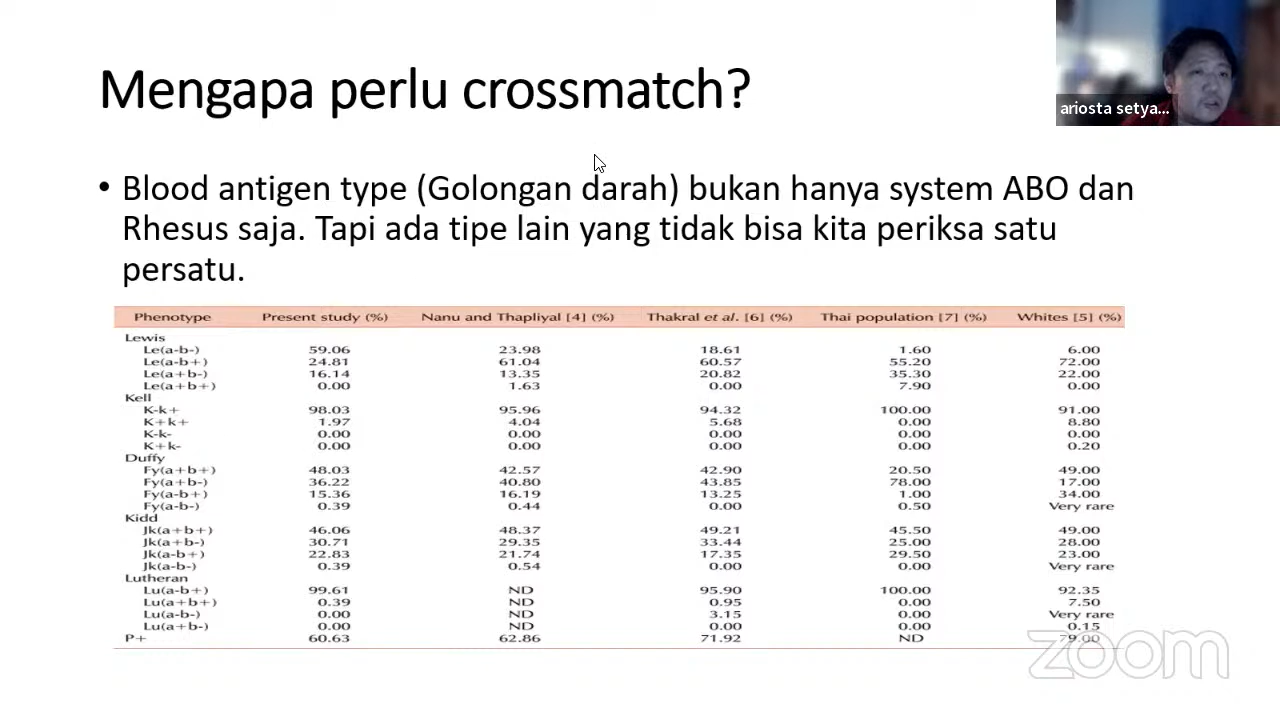 Mengapa perlu crossmatch?
ariosta setya...
• Blood antigen type (Golongan darah) bukan hanya system ABO dan
Rhesus saja. Tapi ada tipe lain yang tidak bisa kita periksa satu
persatu.
Phenotype Present study (%) Nanu and Thapliyal [4] (%) Thakral et al. [6] (%) Thai population [7] (%) Whites [5] (%)
Lewis
Le(a-b-) 59.06 23.98 18.61 1.60 6.00
Le(a-b+) 24.81 61.04 60.57 55.20 72.00
Le(a+b-) 16.14 13.35 20.82 35.30 22.00
Le(a+b+) 0.00 1.63 0.00 7.90 0.00
Kell
K-k+ 98.03 95.96 94.32 100.00 91.00
K+k+ 1.97 4.04 5.68 0.00 8.80
K-k- 0.00 0.00 0.00 0.00 0.00
K+k- 0.00 0.00 0.00 0.00 0.20
Duffy
Fy(a+b+) 48.03 42.57 42.90 20.50 49.00
Fy(a+b-) 36.22 40.80 43.85 78.00 17.00
Fy(a-b+) 15.36 16.19 13.25 1.00 34.00
Fy(a-b-) 0.39 0.44 0.00 0.50 Very rare
Kidd
Jk(a+b+) 46.06 48.37 49.21 45.50 49.00
Jk(a+b-) 30.71 29.35 33.44 25.00 28.00
Jk(a-b+) 22.83 21.74 17.35 29.50 23.00
Jk(a-b-) 0.39 0.54 0.00 0.00 Very rare
Lutheran
Lu(a-b+) 99.61 ND 95.90 100.00 92.35
Lu(a+b+) 0.39 ND 0.95 0.00 7.50
Lu(a-b-) 0.00 ND 3.15 0.00 Very rare
Lu(a+b-) 0.00 ND 0.00 0.00 0.15
P+ 60.63 62.86 71.92 ND 79.00
zoom